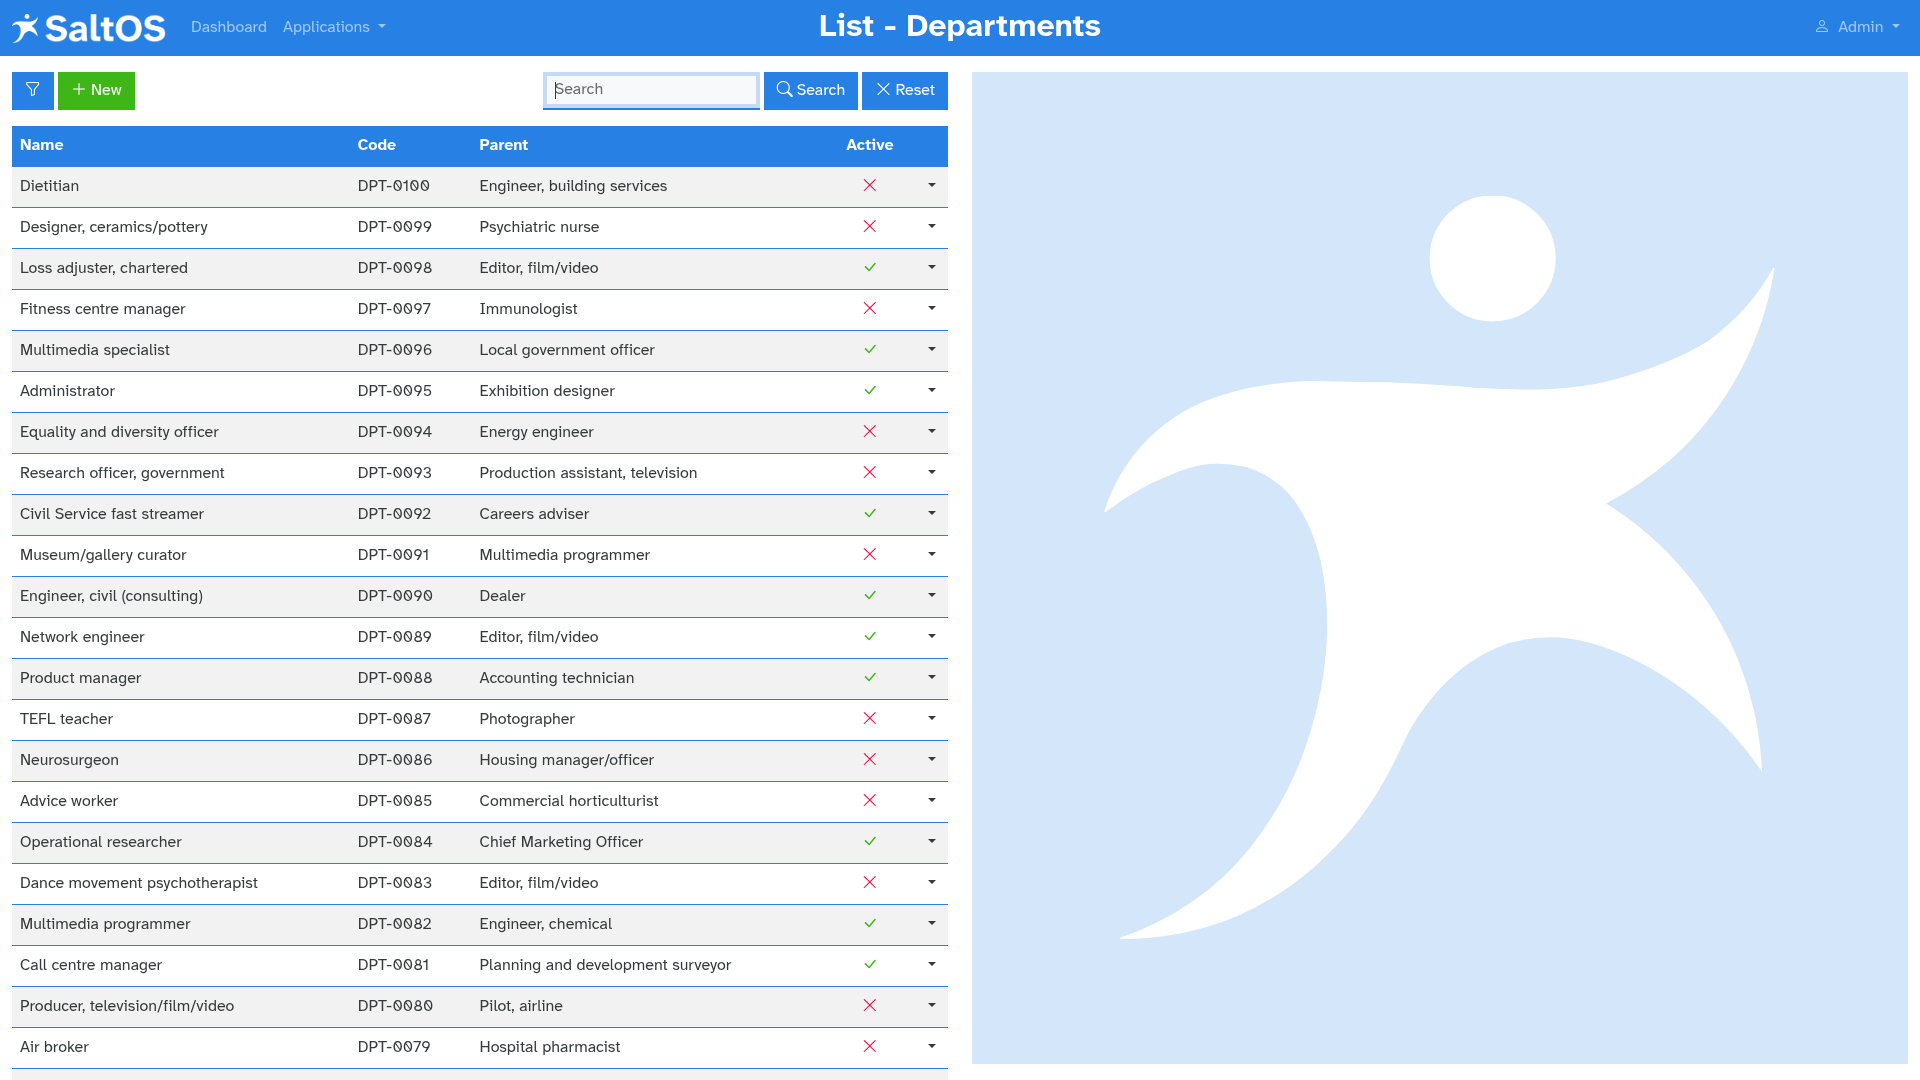 SaltOS Dashboard Applications List - Departments Admin
New Search Search Reset
Name Code Parent Active
Dietitian DPT-0100 Engineer, building services
Designer, ceramics/pottery DPT-0099 Psychiatric nurse
Loss adjuster, chartered DPT-0098 Editor, film/video
Fitness centre manager DPT-0097 Immunologist
Multimedia specialist DPT-0096 Local government officer
Administrator DPT-0095 Exhibition designer
Equality and diversity officer DPT-0094 Energy engineer
Research officer, government DPT-0093 Production assistant, television
Civil Service fast streamer DPT-0092 Careers adviser
Museum/gallery curator DPT-0091 Multimedia programmer
Engineer, civil (consulting) DPT-0090 Dealer
Network engineer DPT-0089 Editor, film/video
Product manager DPT-0088 Accounting technician
TEFL teacher DPT-0087 Photographer
Neurosurgeon DPT-0086 Housing manager/officer
Advice worker DPT-0085 Commercial horticulturist
Operational researcher DPT-0084 Chief Marketing Officer
Dance movement psychotherapist DPT-0083 Editor, film/video
Multimedia programmer DPT-0082 Engineer, chemical
Call centre manager DPT-0081 Planning and development surveyor
Producer, television/film/video DPT-0080 Pilot, airline
Air broker DPT-0079 Hospital pharmacist